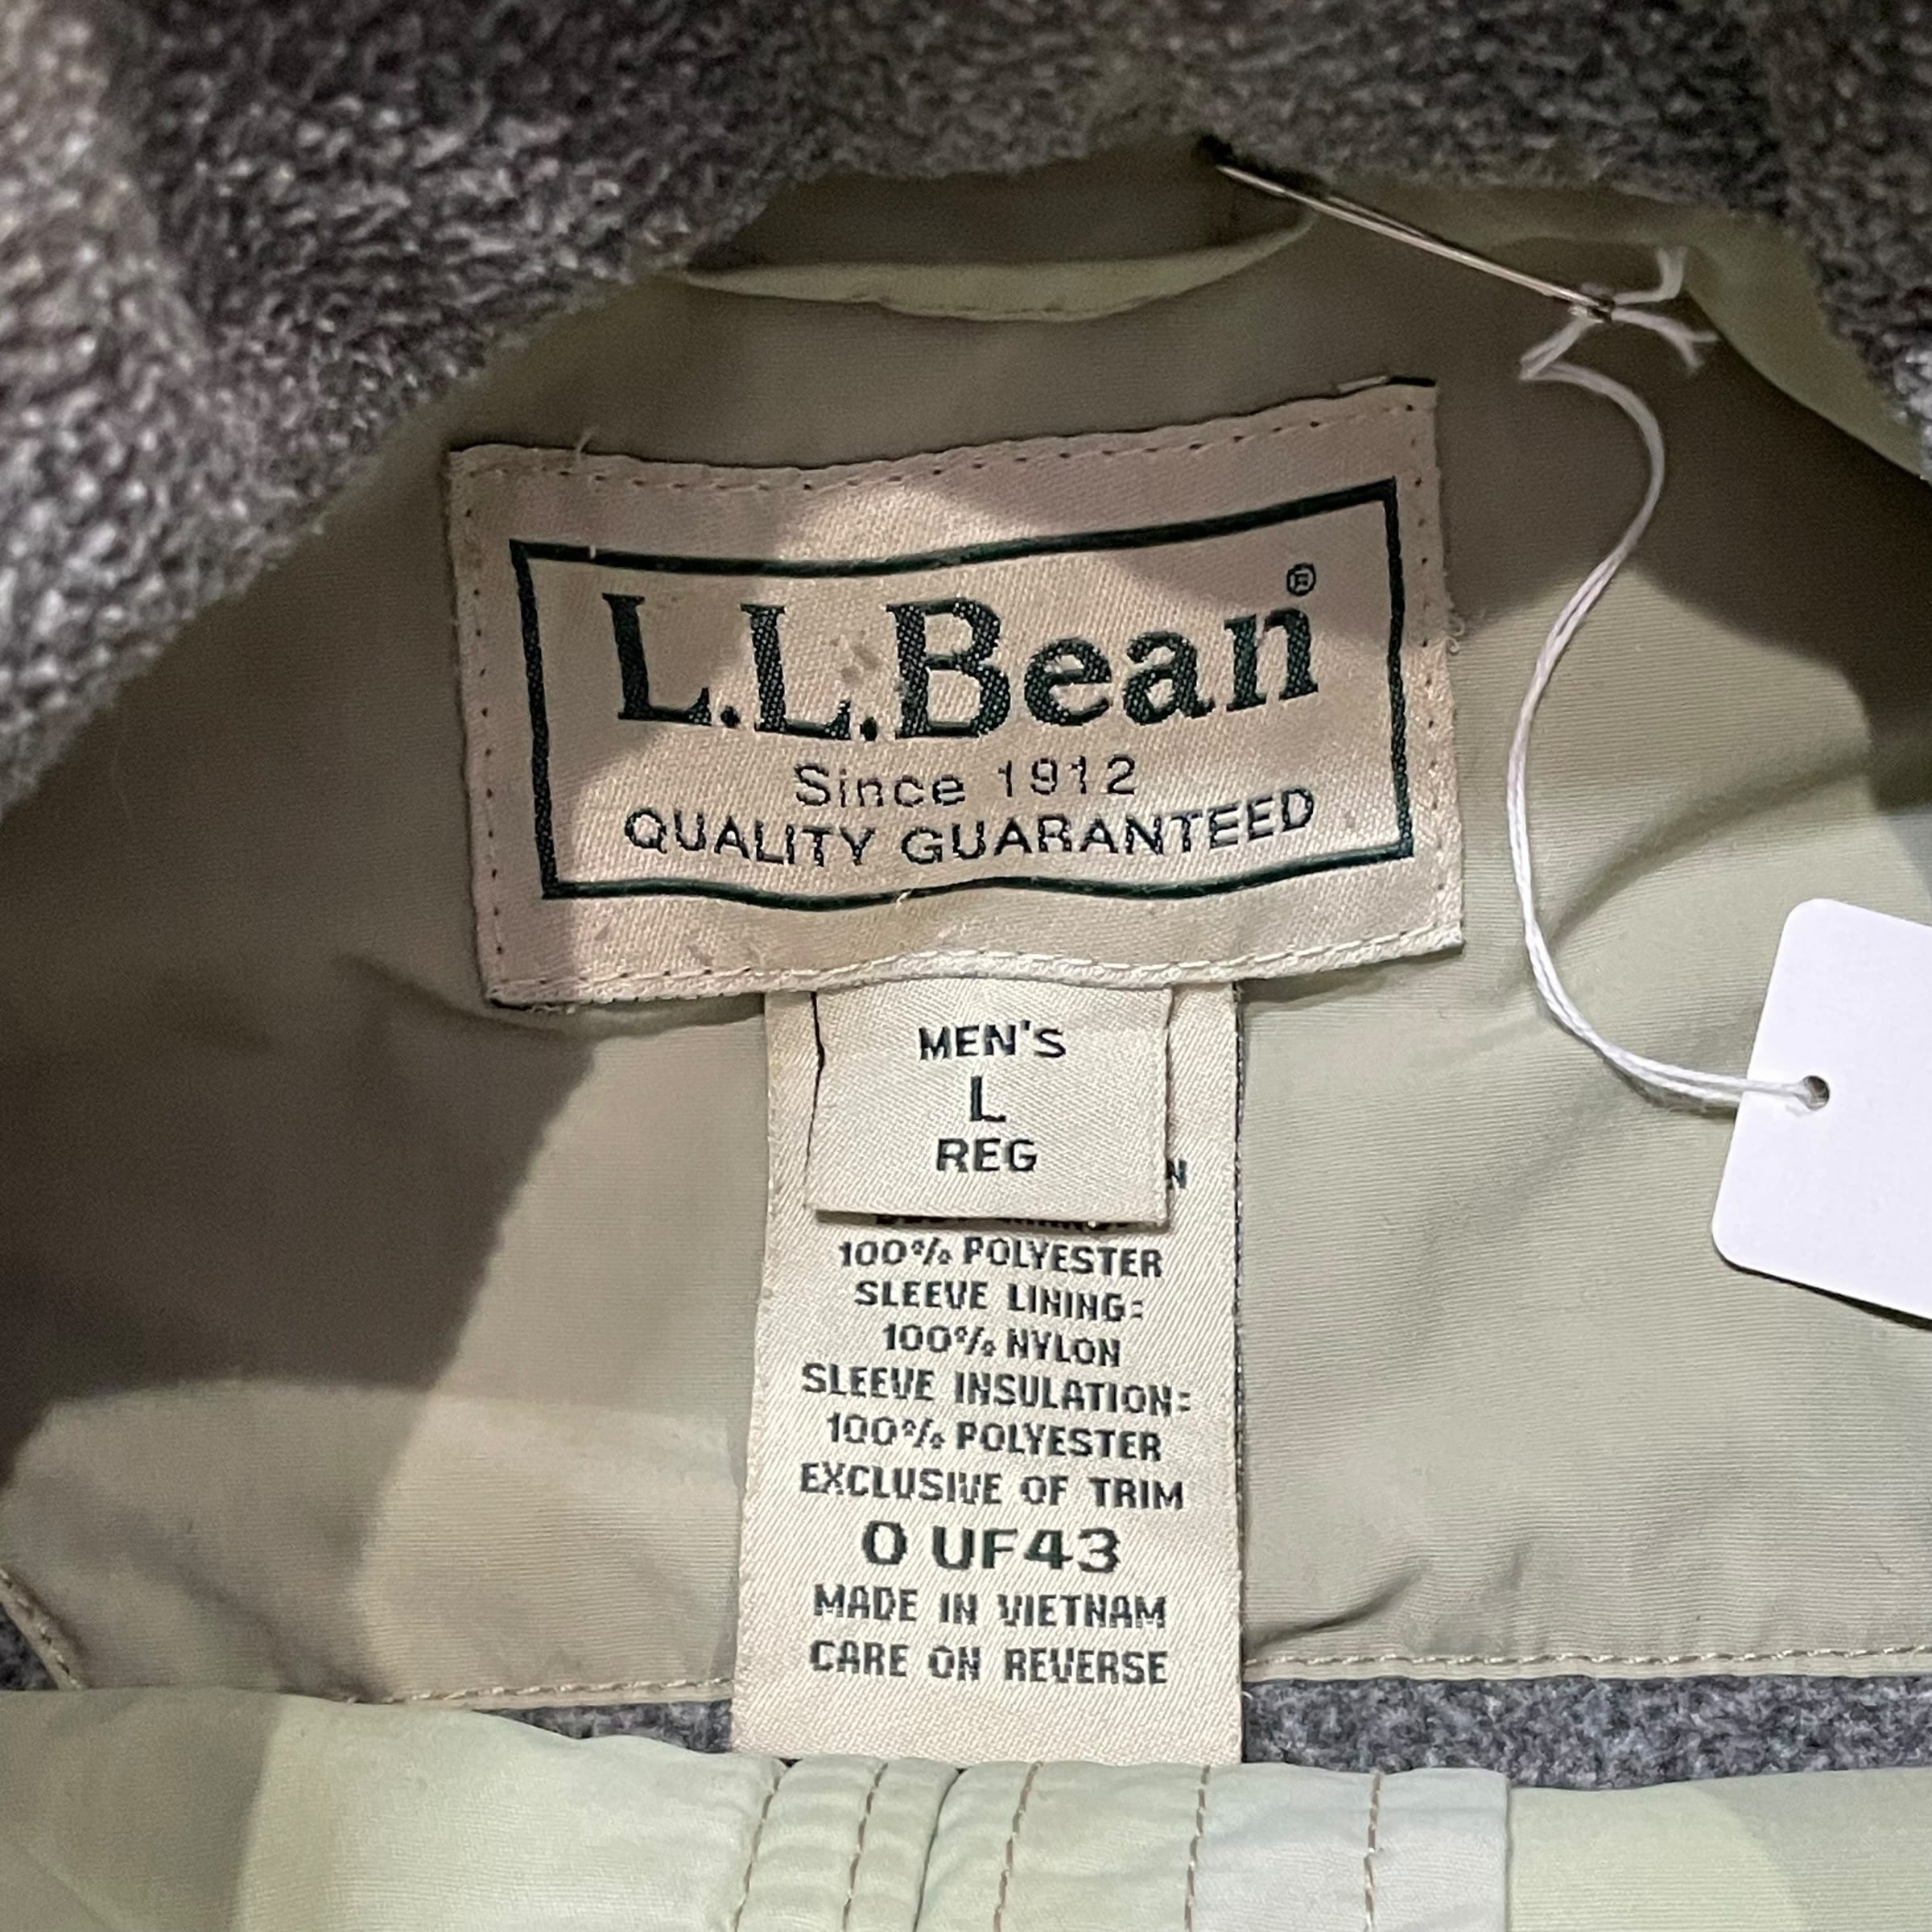 L.L.Bean®
Since 1912
QUALITY GUARANTEED
MEN'S
L
REG
100% POLYESTER
SLEEVE LINING:
100% NYLON
SLEEVE INSULATION:
100% POLYESTER
EXCLUSIVE OF TRIM
0 UF43
MADE IN VIETNAM
CARE ON REVERSE